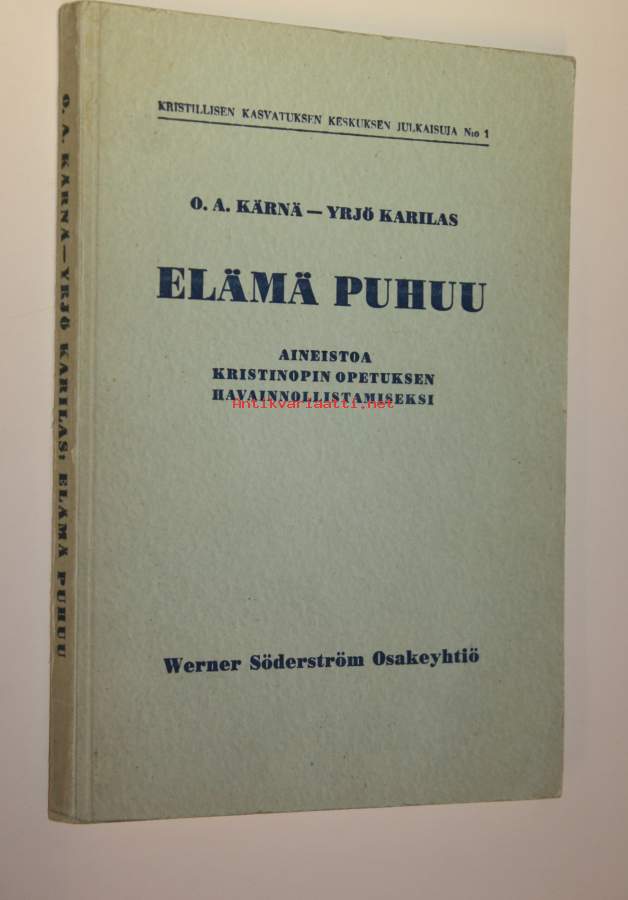 KRISTILLISEN KASVATUKSEN KESKUKSEN JULKAISUJA N:o 1
O. A. KÄRNÄ — YRJÖ KARILAS
ELÄMÄ PUHUU
AINEISTOA
KRISTINOPIN OPETUKSEN
HAVAINNOLLISTAMISEKSI
Antikvariaatti.net
Werner Söderström Osakeyhtiö
O. A. KÄRNÄ — YRJÖ KARILAS: ELÄMÄ PUHUU